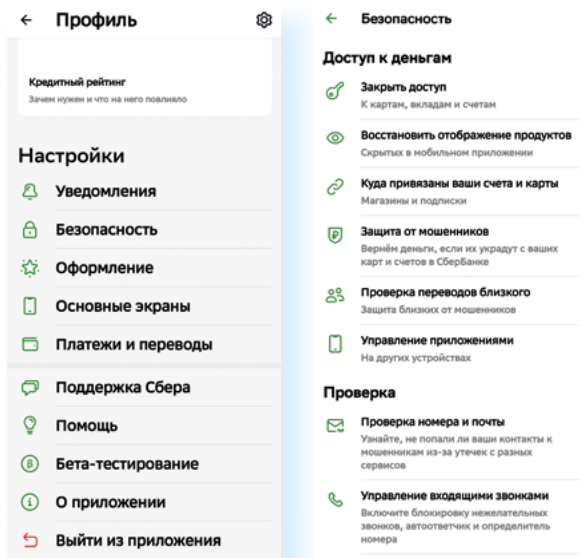 Профиль
Кредитный рейтинг
Зачем нужен и что на него повлияло
Настройки
Уведомления
Безопасность
Оформление
Основные экраны
Платежи и переводы
Поддержка Сбера
Помощь
Бета-тестирование
О приложении
Выйти из приложения
Безопасность
Доступ к деньгам
Закрыть доступ
К картам, вкладам и счетам
Восстановить отображение продуктов
Скрытых в мобильном приложении
Куда привязаны ваши счета и карты
Магазины и подписки
Защита от мошенников
Вернём деньги, если их украдут с ваших
карт и счетов в СберБанке
Проверка переводов близкого
Защита близких от мошенников
Управление приложениями
На других устройствах
Проверка
Проверка номера и почты
Узнайте, не попали ли ваши контакты к
мошенникам из-за утечек с разных
сервисов
Управление входящими звонками
Включите блокировку нежелательных
звонков, автоответчик и определитель
номера